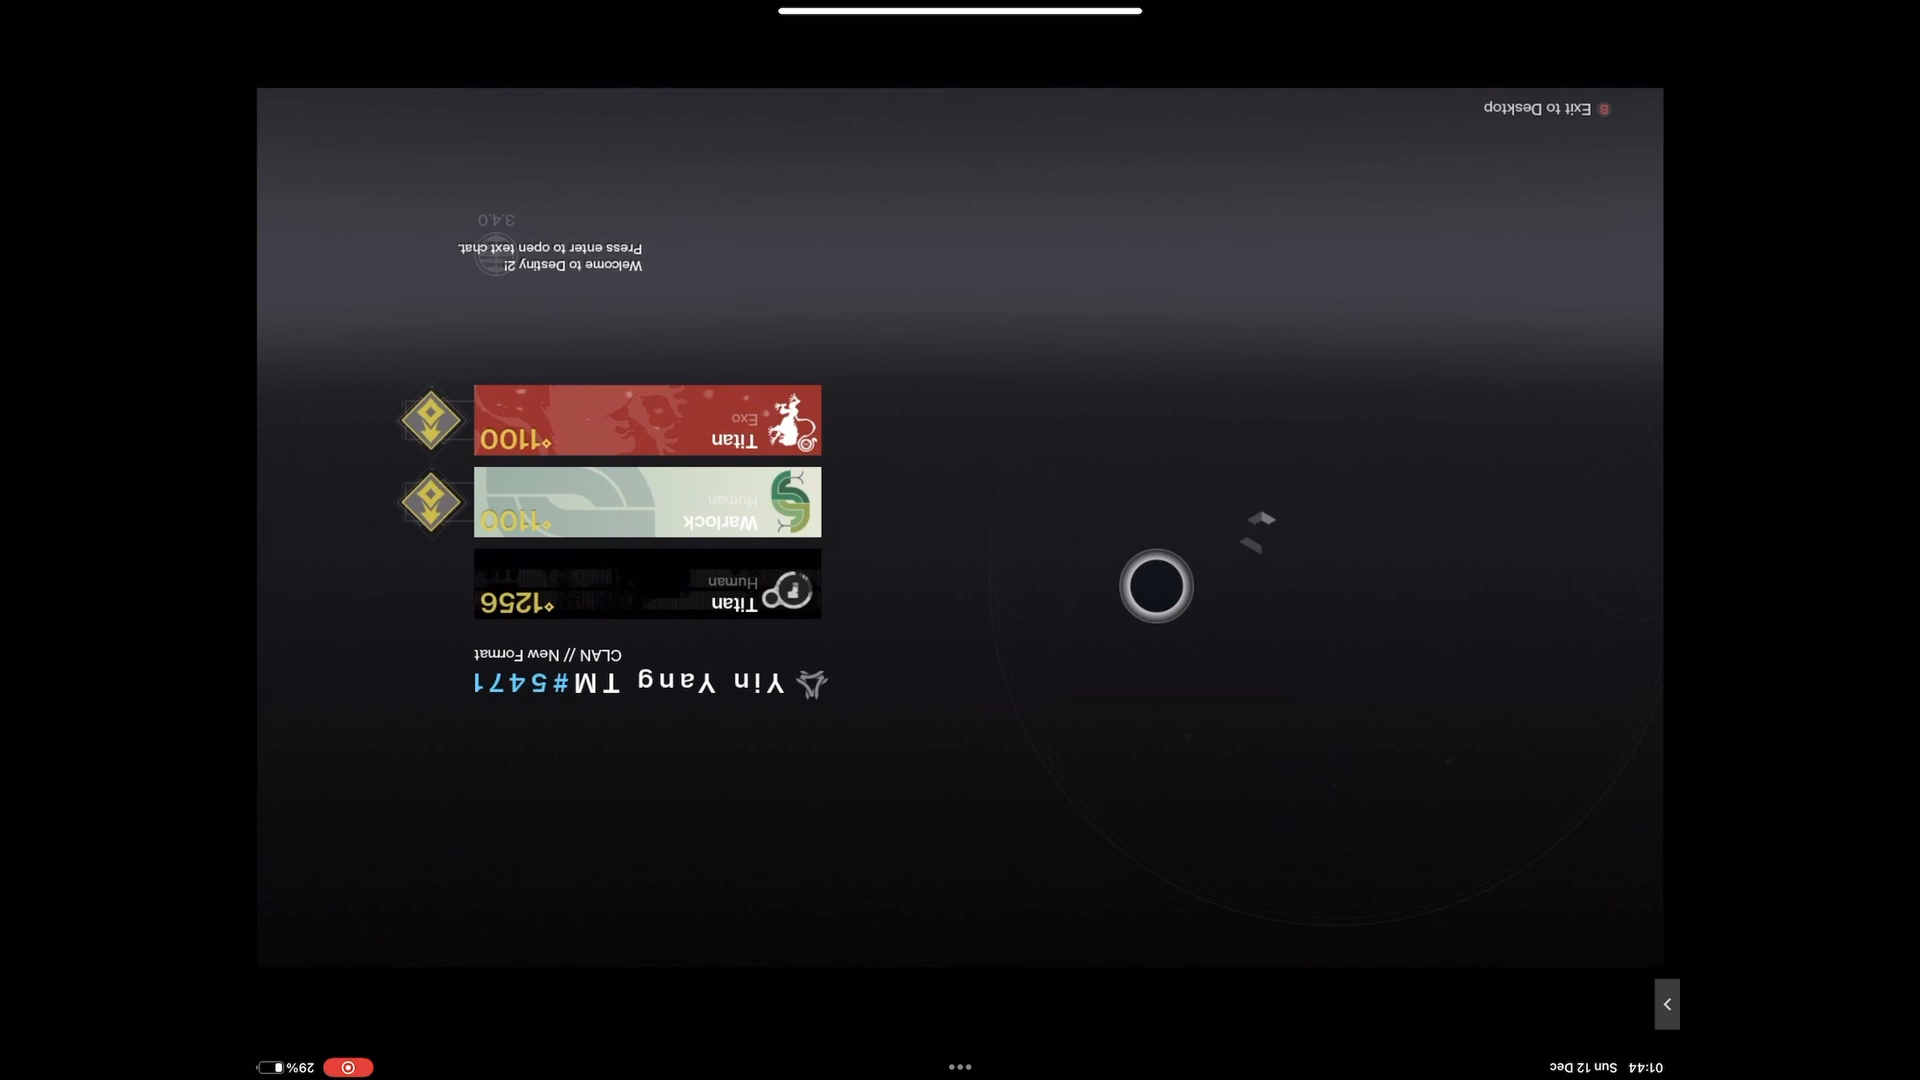 01:44 Sun 12 Dec
29%
Yin Yang TM#5471
CLAN // New Format
Titan
Human
1256
Warlock
Human
1100
Titan
Exo
1100
Welcome to Destiny 2!
Press enter to open text chat.
3.4.0
B Exit to Desktop